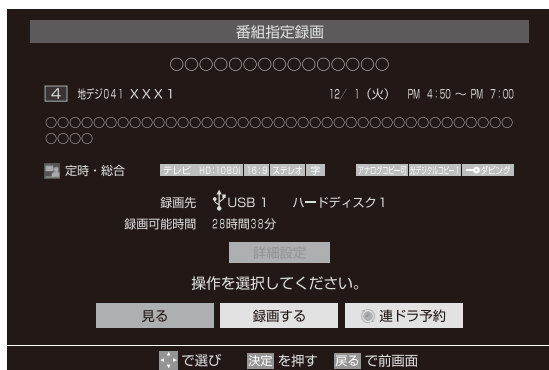 番組指定録画
○○○○○○○○○○○○○○○
4 地デジ041 XXX1 12/ 1 (火) PM 4:50 ~ PM 7:00
○○○○○○○○○○○○○○○○○○○○○○○○○○○○○○○○
○○○○
定時・総合 テレビ HD:1080i 16:9 ステレオ 字 アナログコピー可 光デジタルコピー1 ダビング
録画先 USB 1 ハードディスク1
録画可能時間 28時間38分
詳細設定
操作を選択してください。
見る 録画する 連ドラ予約
で選び 決定 を押す 戻る で前画面